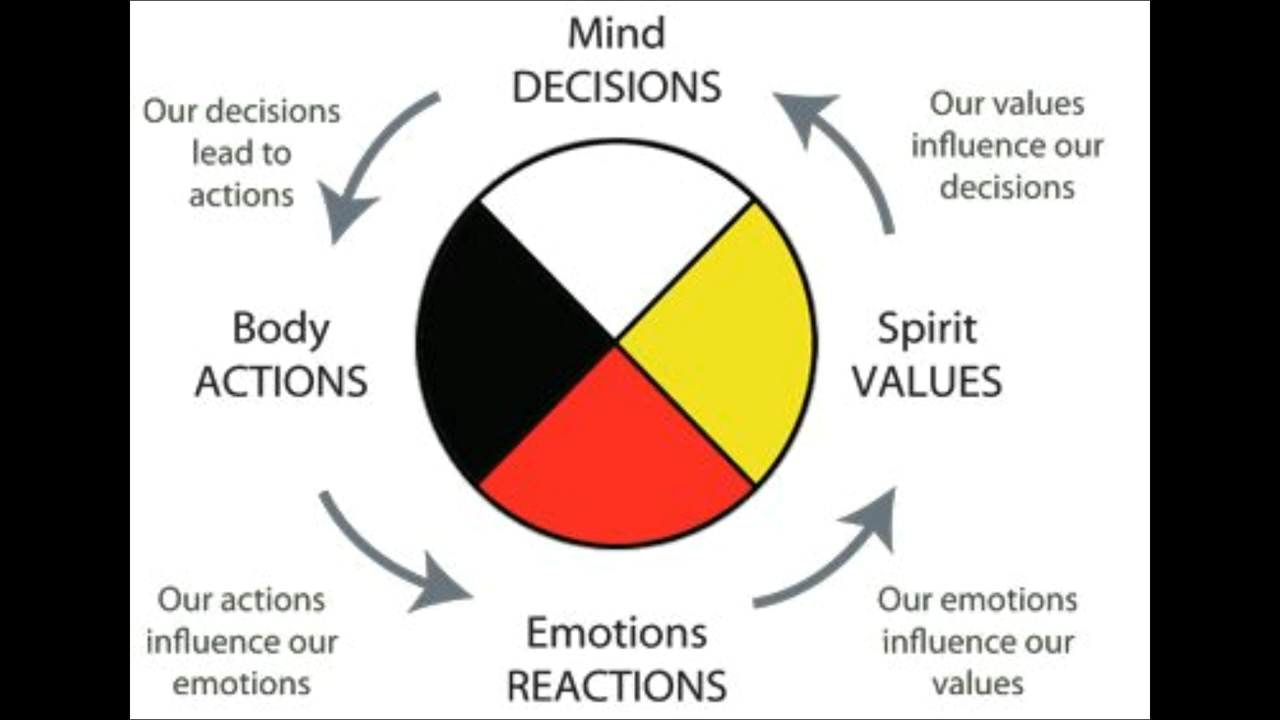 Mind
DECISIONS
Our decisions
lead to
actions
Our values
influence our
decisions
Body
ACTIONS
Spirit
VALUES
Our actions
influence our
emotions
Emotions
REACTIONS
Our emotions
influence our
values